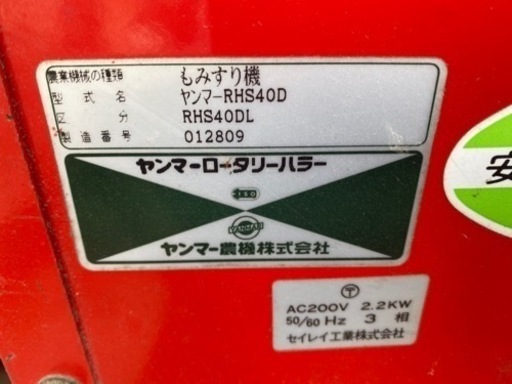 農業機械の種類 もみすり機
型式名 ヤンマーRHS40D
区分 RHS40DL
製造番号 012809
ヤンマーロータリーハラー
ISO
YANMAR
ヤンマー農機株式会社
〒
AC200V 2.2KW
50/60 Hz 3 相
セイレイ工業株式会社
安